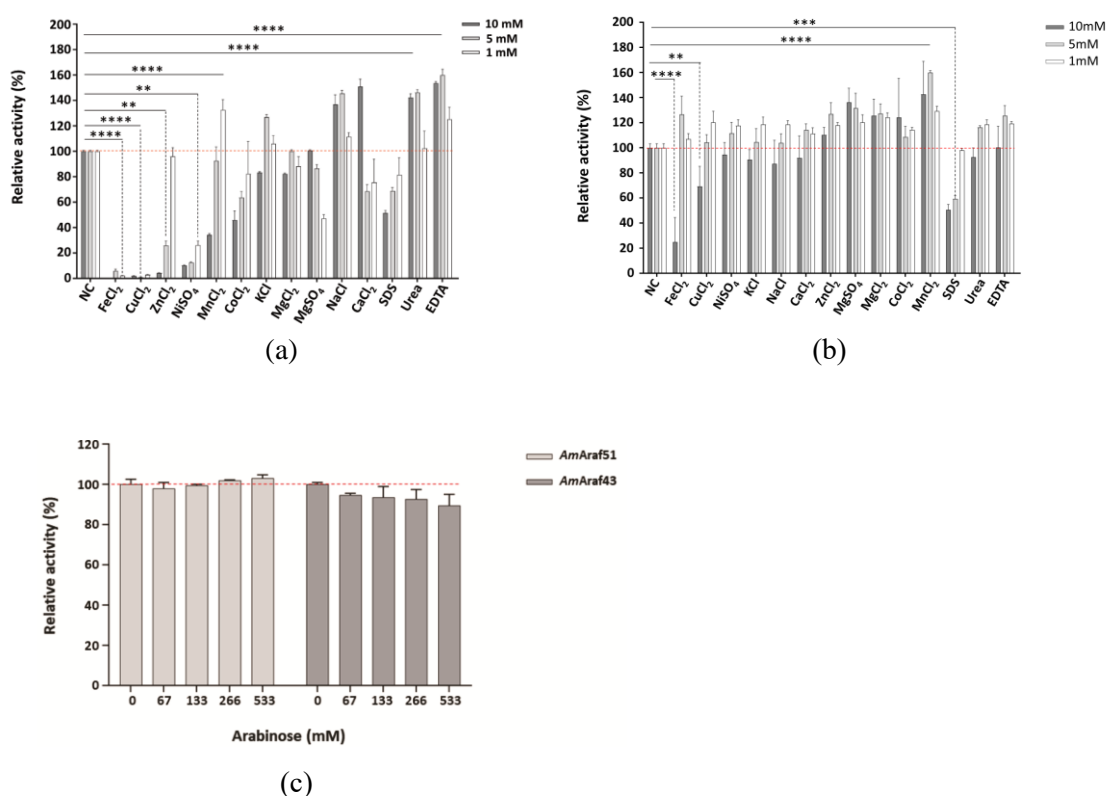 200
180
160
140
120
100
80
60
40
20
0
Relative activity (%)
****
****
****
**
**
****
****
10 mM
5 mM
1 mM
NC
FeCl2
CuCl2
ZnCl2
NiSO4
MnCl2
CoCl2
KCl
MgCl2
MgSO4
NaCl
CaCl2
SDS
Urea
EDTA
(a)
200
180
160
140
120
100
80
60
40
20
0
Relative activity (%)
***
****
**
****
10mM
5mM
1mM
NC
FeCl2
CuCl2
NiSO4
KCl
NaCl
CaCl2
ZnCl2
MgSO4
MgCl2
CoCl2
MnCl2
SDS
Urea
EDTA
(b)
120
100
80
60
40
20
0
Relative activity (%)
0 67 133 266 533 0 67 133 266 533
Arabinose (mM)
AmAraf51
AmAraf43
(c)